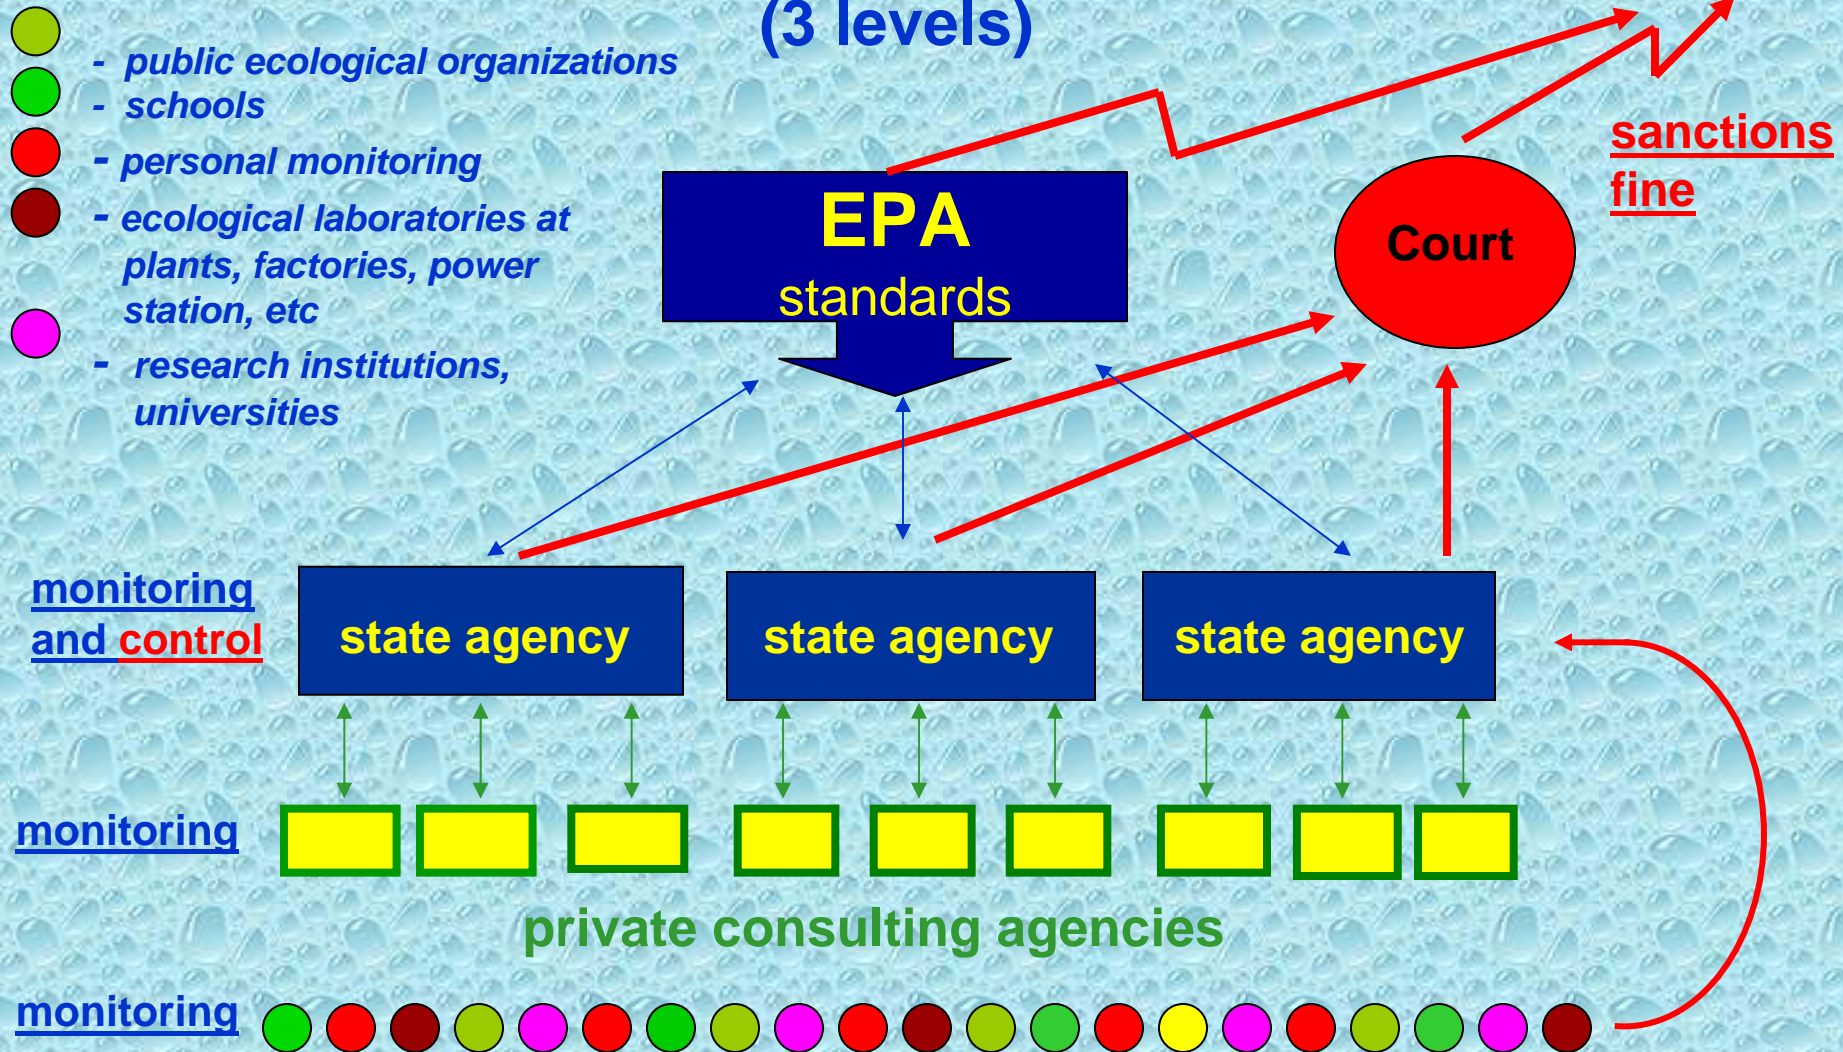 (3 levels)
- public ecological organizations
- schools
- personal monitoring
- ecological laboratories at
plants, factories, power
station, etc
- research institutions,
universities
EPA
standards
Court
sanctions
fine
monitoring
and control
state agency
state agency
state agency
monitoring
private consulting agencies
monitoring